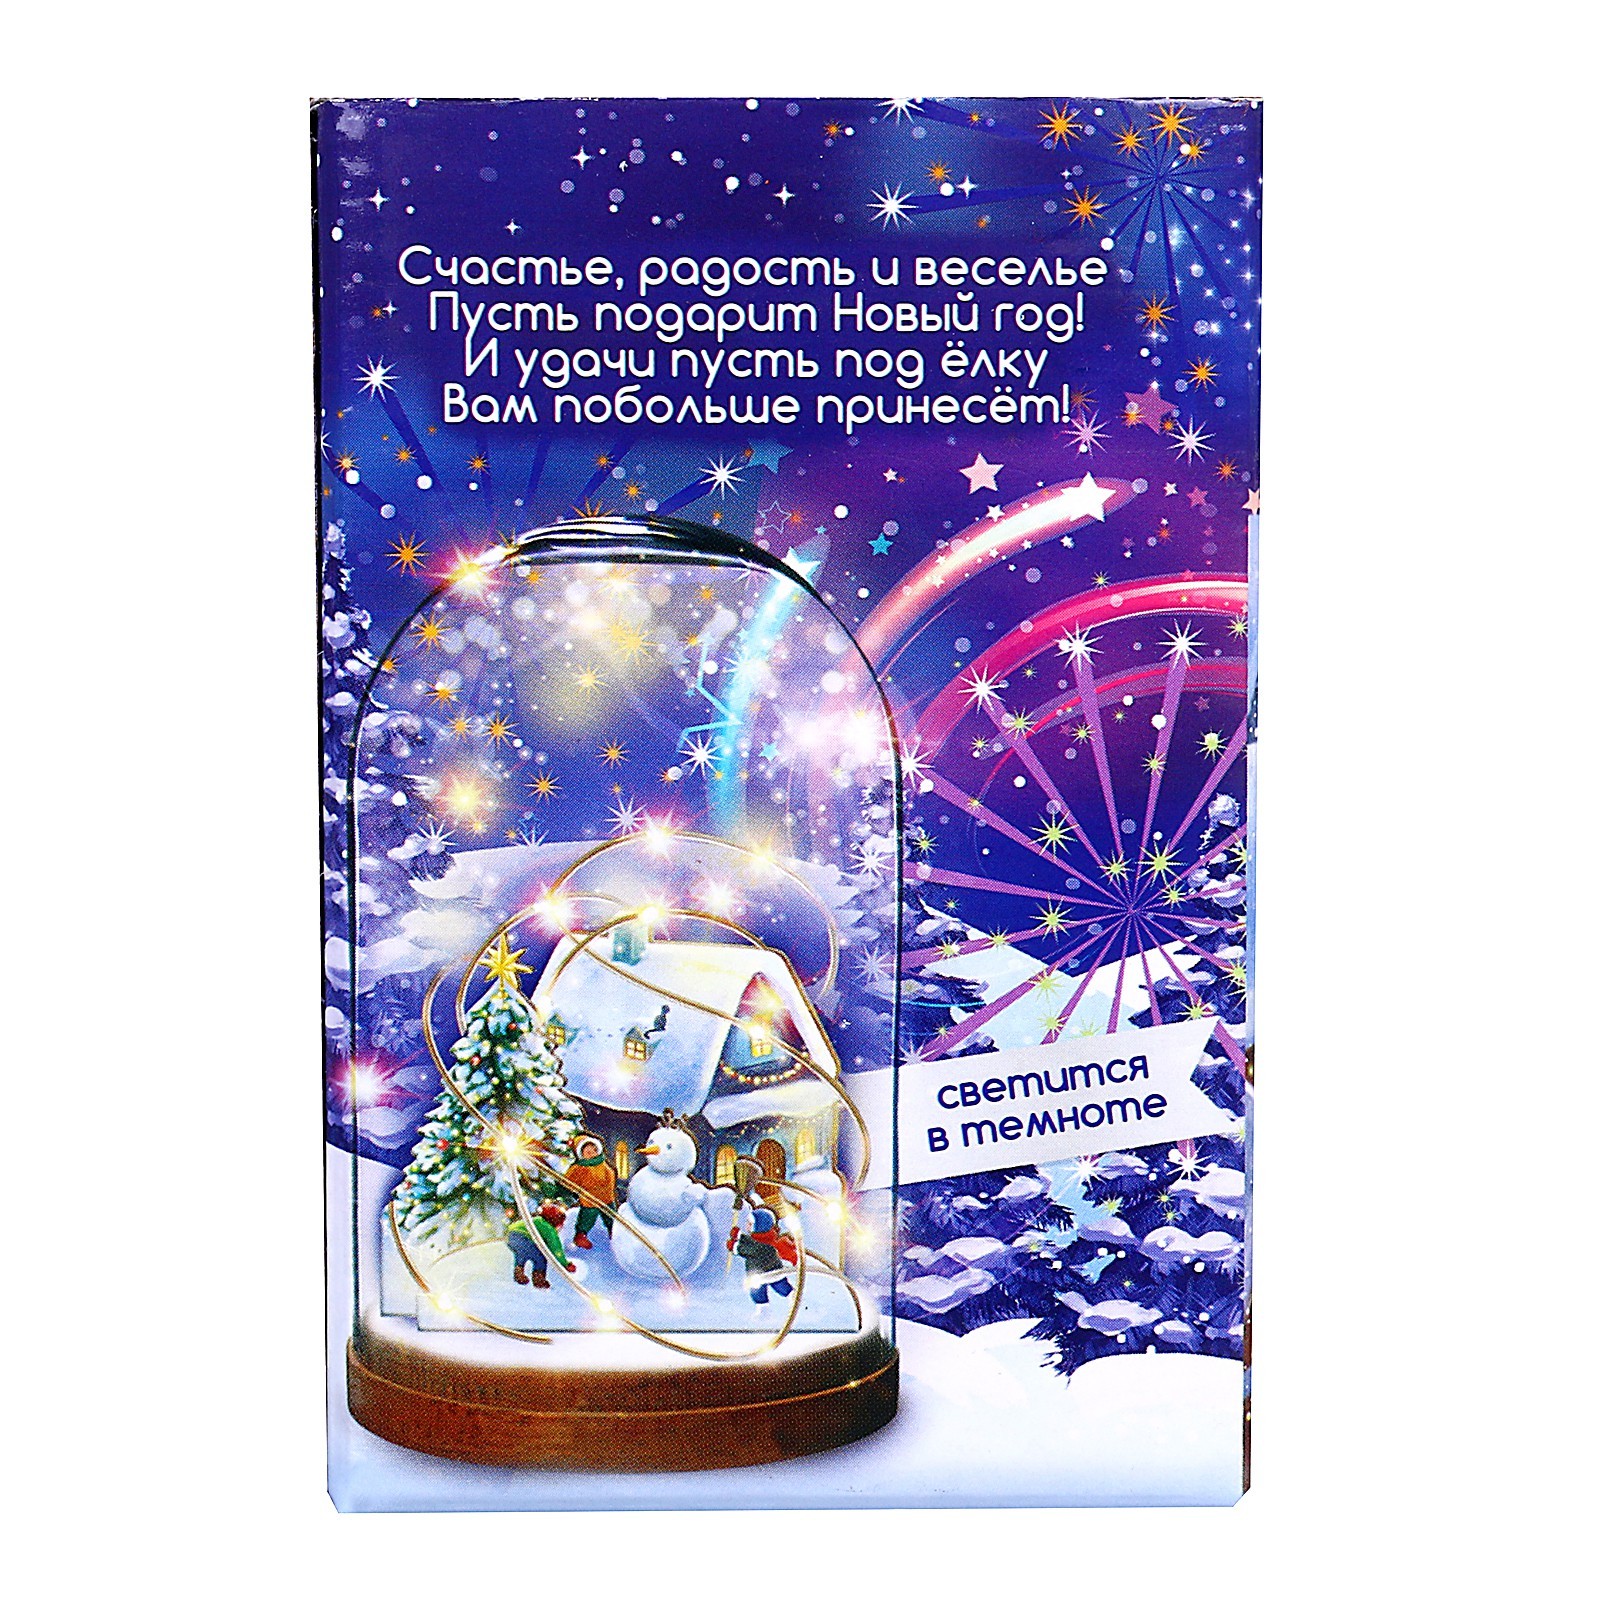 Счастье, радость и веселье
Пусть подарит Новый год!
И удачи пусть под ёлку
Вам побольше принесёт!
светится
в темноте